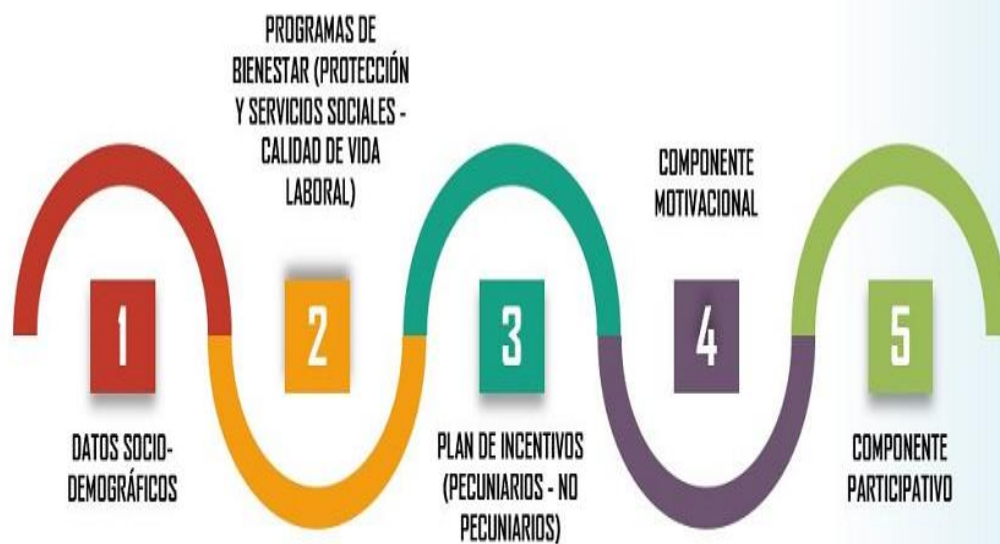 1
DATOS SOCIO-
DEMOGRÁFICOS
PROGRAMAS DE
BIENESTAR (PROTECCIÓN
Y SERVICIOS SOCIALES -
CALIDAD DE VIDA
LABORAL)
2
3
PLAN DE INCENTIVOS
(PECUNIARIOS - NO
PECUNIARIOS)
COMPONENTE
MOTIVACIONAL
4
5
COMPONENTE
PARTICIPATIVO